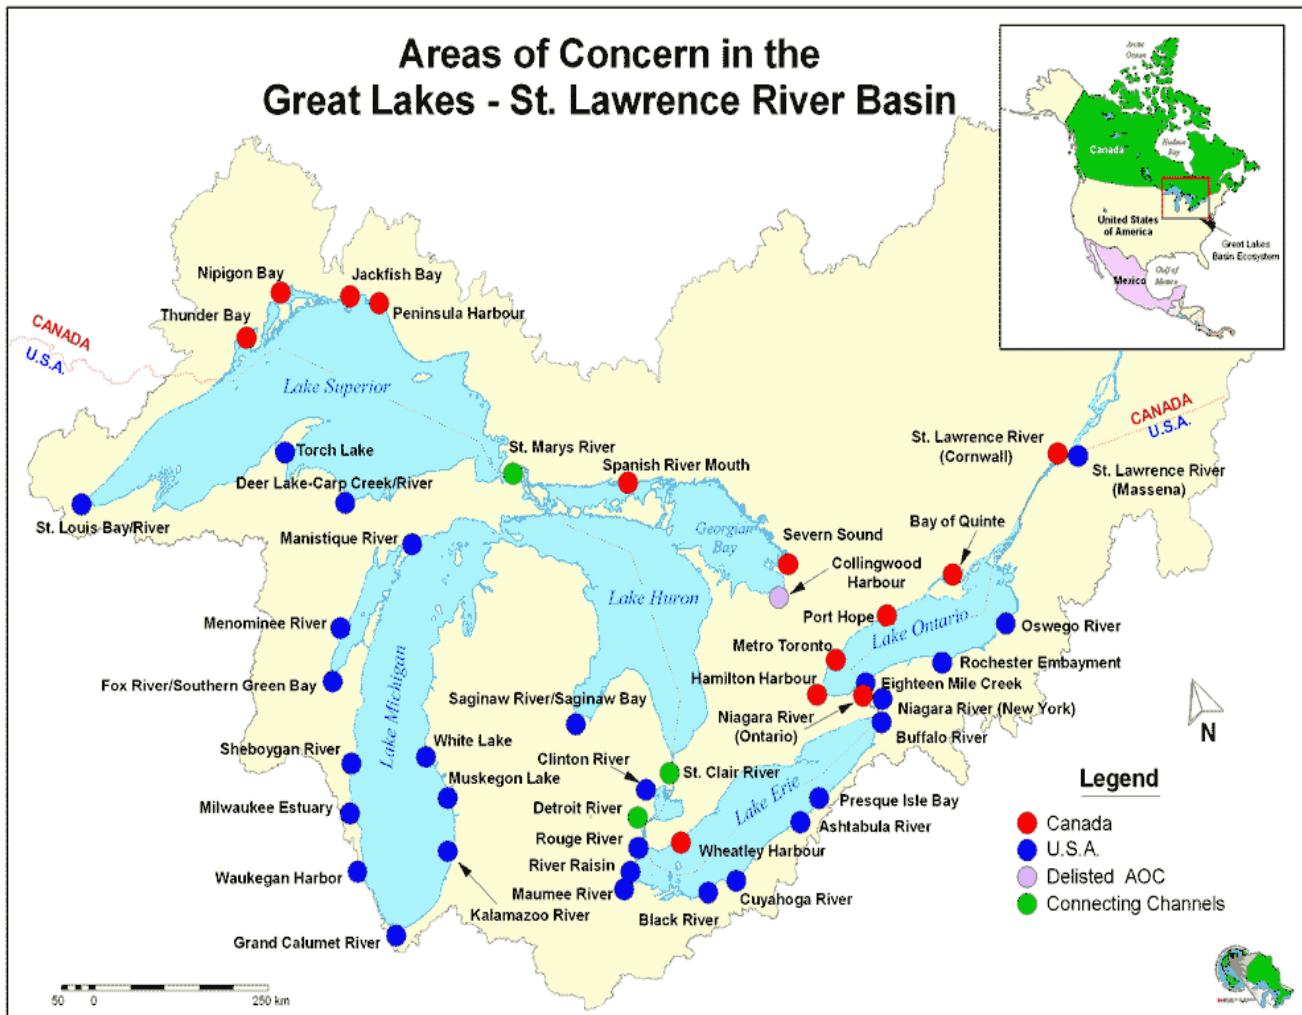 Areas of Concern in the
Great Lakes - St. Lawrence River Basin
Arctic
Ocean
Hudson
Bay
Canada
United States
of America
Great Lakes
Basin Ecosystem
Gulf of
Mexico
Mexico
Nipigon Bay
Jackfish Bay
Thunder Bay
Peninsula Harbour
CANADA
U.S.A.
Lake Superior
Torch Lake
St. Marys River
Spanish River Mouth
Deer Lake-Carp Creek/River
St. Louis Bay/River
Manistique River
Georgian
Bay
Severn Sound
Collingwood
Harbour
St. Lawrence River
(Cornwall)
CANADA
U.S.A.
St. Lawrence River
(Massena)
Bay of Quinte
Lake Huron
Menominee River
Port Hope
Lake Ontario
Oswego River
Metro Toronto
Rochester Embayment
Hamilton Harbour
Eighteen Mile Creek
Fox River/Southern Green Bay
Lake Michigan
Saginaw River/Saginaw Bay
Niagara River
(Ontario)
Niagara River (New York)
Buffalo River
N
Sheboygan River
White Lake
Clinton River
St. Clair River
Muskegon Lake
Detroit River
Lake Erie
Presque Isle Bay
Milwaukee Estuary
Ashtabula River
Rouge River
Wheatley Harbour
River Raisin
Waukegan Harbor
Maumee River
Cuyahoga River
Kalamazoo River
Black River
Grand Calumet River
Legend
Canada
U.S.A.
Delisted AOC
Connecting Channels
50 0 250 km